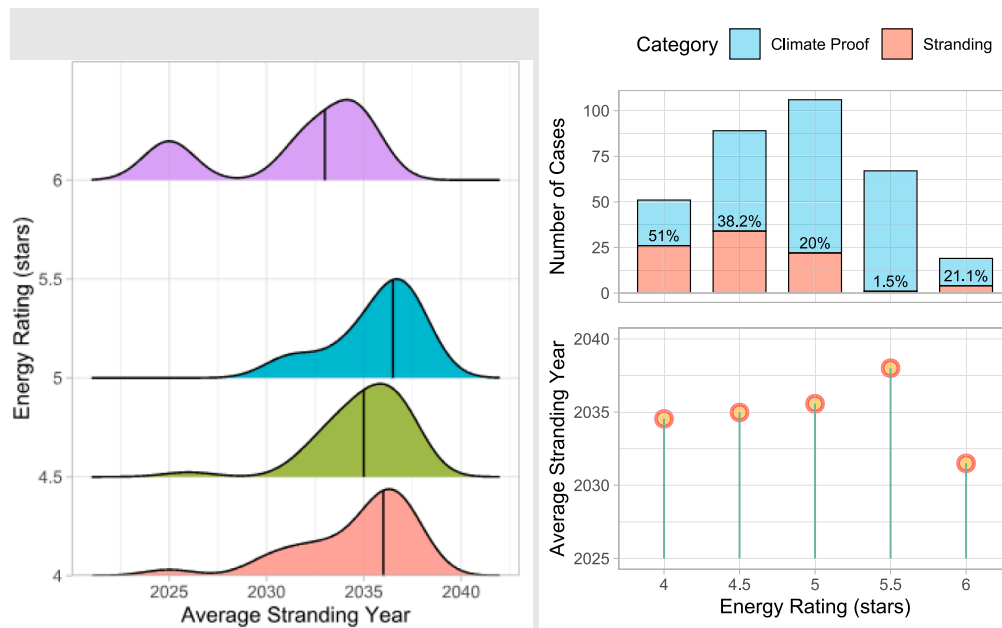 6
5.5
5
4.5
4
Energy Rating (stars)
2025 2030 2035 2040
Average Stranding Year
Category Climate Proof Stranding
100
75
50
25
0
Number of Cases
51%
38.2%
20%
1.5%
21.1%
2040
2035
2030
2025
Average Stranding Year
4 4.5 5 5.5 6
Energy Rating (stars)